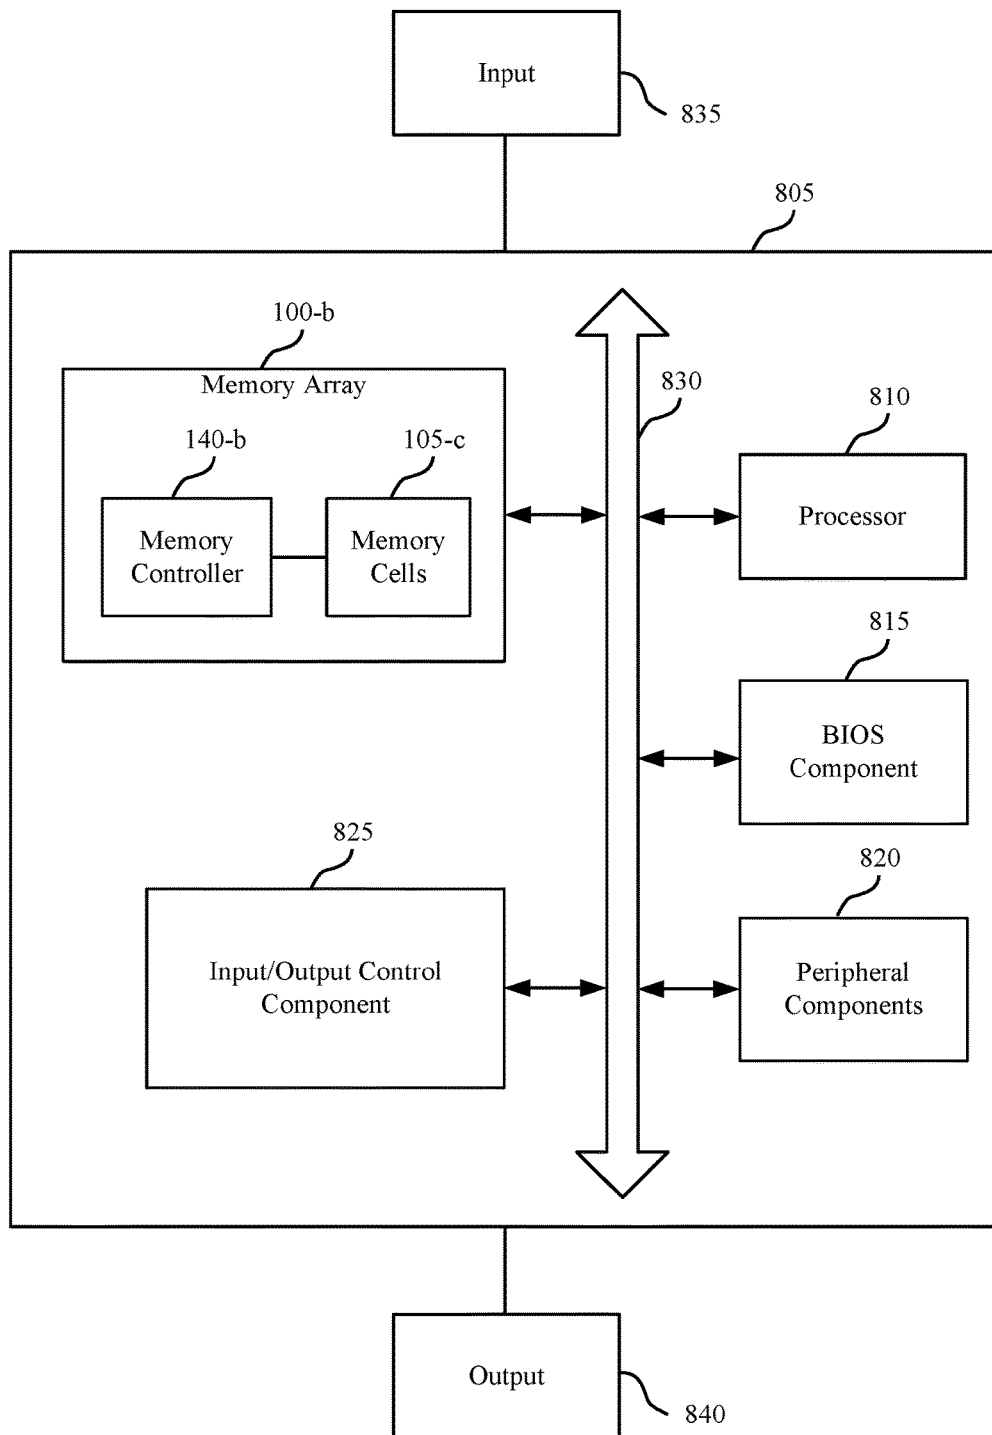 Input
835
805
100-b
Memory Array
830
810
140-b
105-c
Memory
Controller
Memory
Cells
Processor
815
BIOS
Component
825
820
Input/Output Control
Component
Peripheral
Components
Output
840